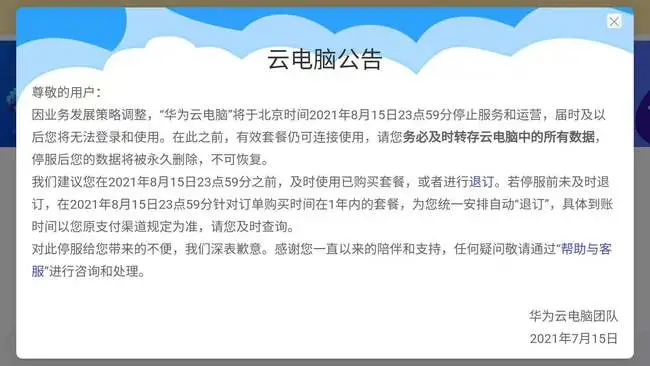 云电脑公告
尊敬的用户：
因业务发展策略调整，“华为云电脑”将于北京时间2021年8月15日23点59分停止服务和运营，届时及以
后您将无法登录和使用。在此之前，有效套餐仍可连接使用，请您务必及时转存云电脑中的所有数据，
停服后您的数据将被永久删除，不可恢复。
我们建议您在2021年8月15日23点59分之前，及时使用已购买套餐，或者进行退订。若停服前未及时退
订，在2021年8月15日23点59分针对订单购买时间在1年内的套餐，为您统一安排自动“退订”，具体到账
时间以您原支付渠道规定为准，请您及时查询。
对此停服给您带来的不便，我们深表歉意。感谢您一直以来的陪伴和支持，任何疑问敬请通过“帮助与客
服”进行咨询和处理。
华为云电脑团队
2021年7月15日